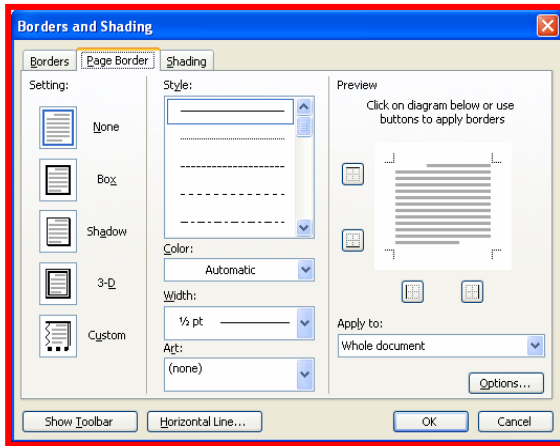 Borders and Shading
Borders Page Border Shading
Setting:
None
Box
Shadow
3-D
Custom
Style:
Color:
Automatic
Width:
½ pt
Art:
(none)
Preview
Click on diagram below or use
buttons to apply borders
Apply to:
Whole document
Options...
Show Toolbar Horizontal Line... OK Cancel